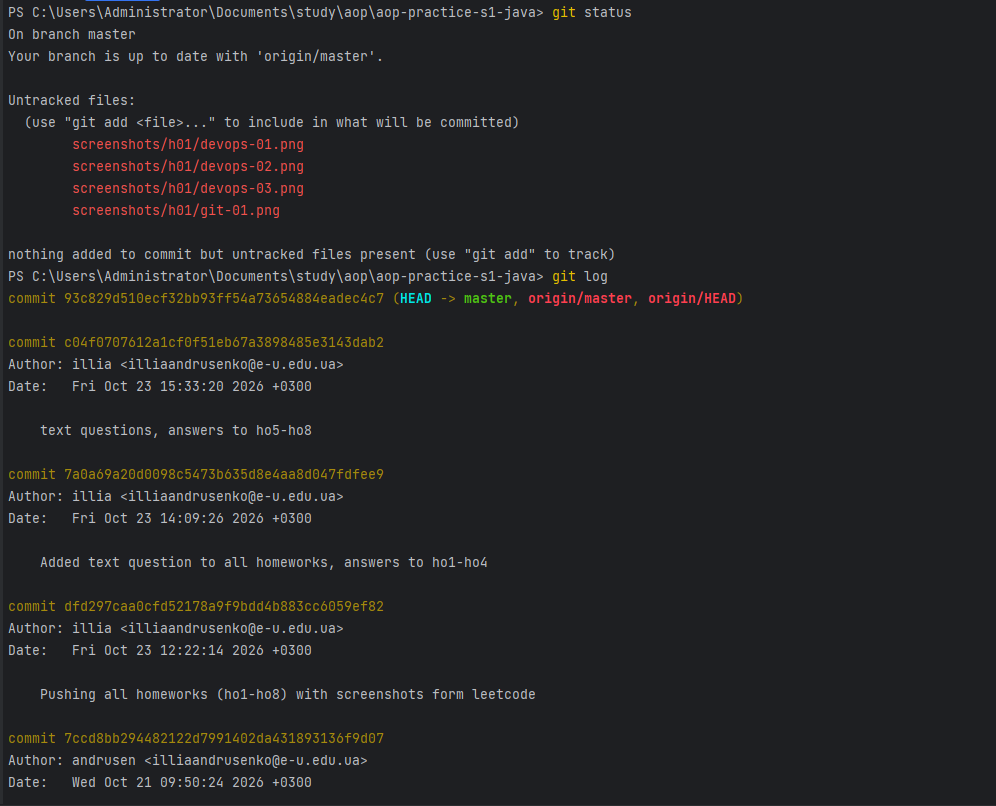 PS C:\Users\Administrator\Documents\study\aop\aop-practice-s1-java> git status
On branch master
Your branch is up to date with 'origin/master'.
Untracked files:
  (use "git add <file>..." to include in what will be committed)
        screenshots/h01/devops-01.png
        screenshots/h01/devops-02.png
        screenshots/h01/devops-03.png
        screenshots/h01/git-01.png
nothing added to commit but untracked files present (use "git add" to track)
PS C:\Users\Administrator\Documents\study\aop\aop-practice-s1-java> git log
commit 93c829d510ecf32bb93ff54a73654884eadec4c7 (HEAD -> master, origin/master, origin/HEAD)
commit c04f0707612a1cf0f51eb67a3898485e3143dab2
Author: illia <illiaandrusenko@e-u.edu.ua>
Date:   Fri Oct 23 15:33:20 2026 +0300
    text questions, answers to ho5-ho8
commit 7a0a69a20d0098c5473b635d8e4aa8d047fdfee9
Author: illia <illiaandrusenko@e-u.edu.ua>
Date:   Fri Oct 23 14:09:26 2026 +0300
    Added text question to all homeworks, answers to ho1-ho4
commit dfd297caa0cfd52178a9f9bdd4b883cc6059ef82
Author: illia <illiaandrusenko@e-u.edu.ua>
Date:   Fri Oct 23 12:22:14 2026 +0300
    Pushing all homeworks (ho1-ho8) with screenshots form leetcode
commit 7ccd8bb294482122d7991402da431893136f9d07
Author: andrusen <illiaandrusenko@e-u.edu.ua>
Date:   Wed Oct 21 09:50:24 2026 +0300